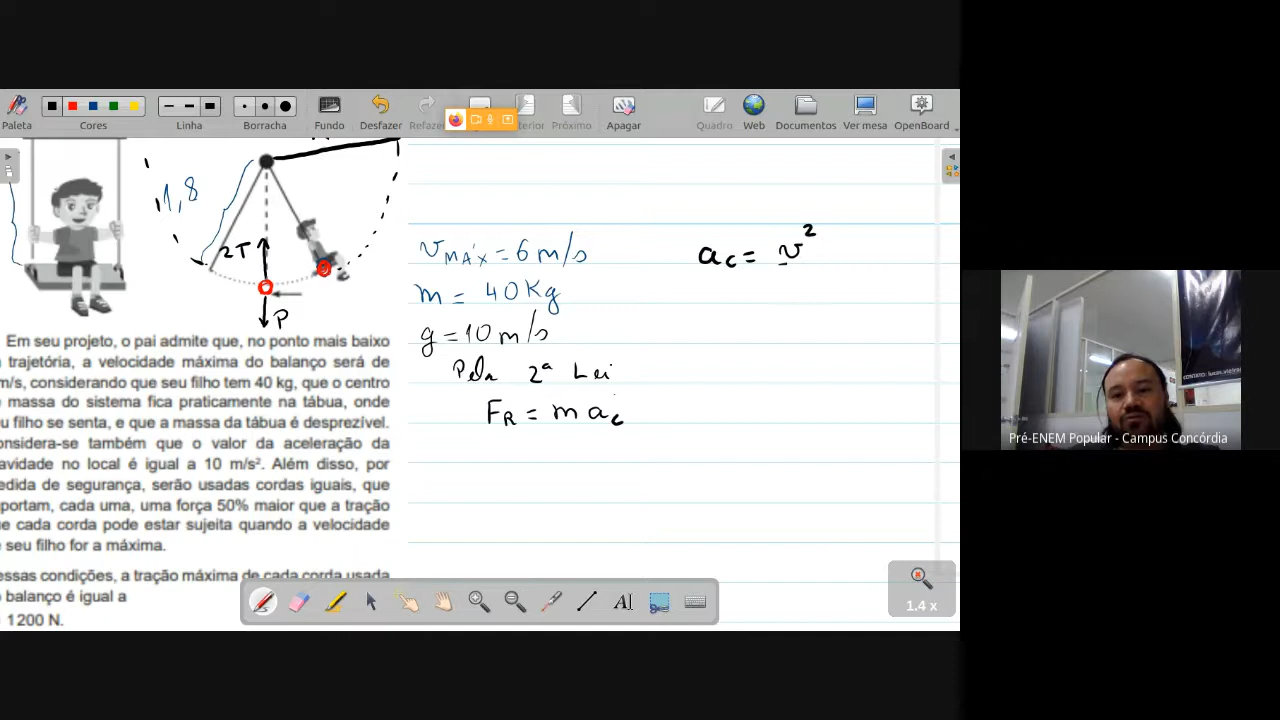 Paleta
Cores
Linha
Borracha
Fundo
Desfazer
Refazer
terior
Próximo
Apagar
Quadro
Web
Documentos
Ver mesa
OpenBoard
1,8
2T
P
v MÁX = 6 m/s
m = 40 Kg
g = 10 m/s
Pela 2ª Lei
FR = m ac
ac = v²
Em seu projeto, o pai admite que, no ponto mais baixo
trajetória, a velocidade máxima do balanço será de
m/s, considerando que seu filho tem 40 kg, que o centro
massa do sistema fica praticamente na tábua, onde
u filho se senta, e que a massa da tábua é desprezível.
onsidera-se também que o valor da aceleração da
avidade no local é igual a 10 m/s². Além disso, por
edida de segurança, serão usadas cordas iguais, que
portam, cada uma, uma força 50% maior que a tração
ue cada corda pode estar sujeita quando a velocidade
seu filho for a máxima.
essas condições, a tração máxima de cada corda usada
balanço é igual a
1200 N.
1.4 x
Pré-ENEM Popular - Campus Concórdia